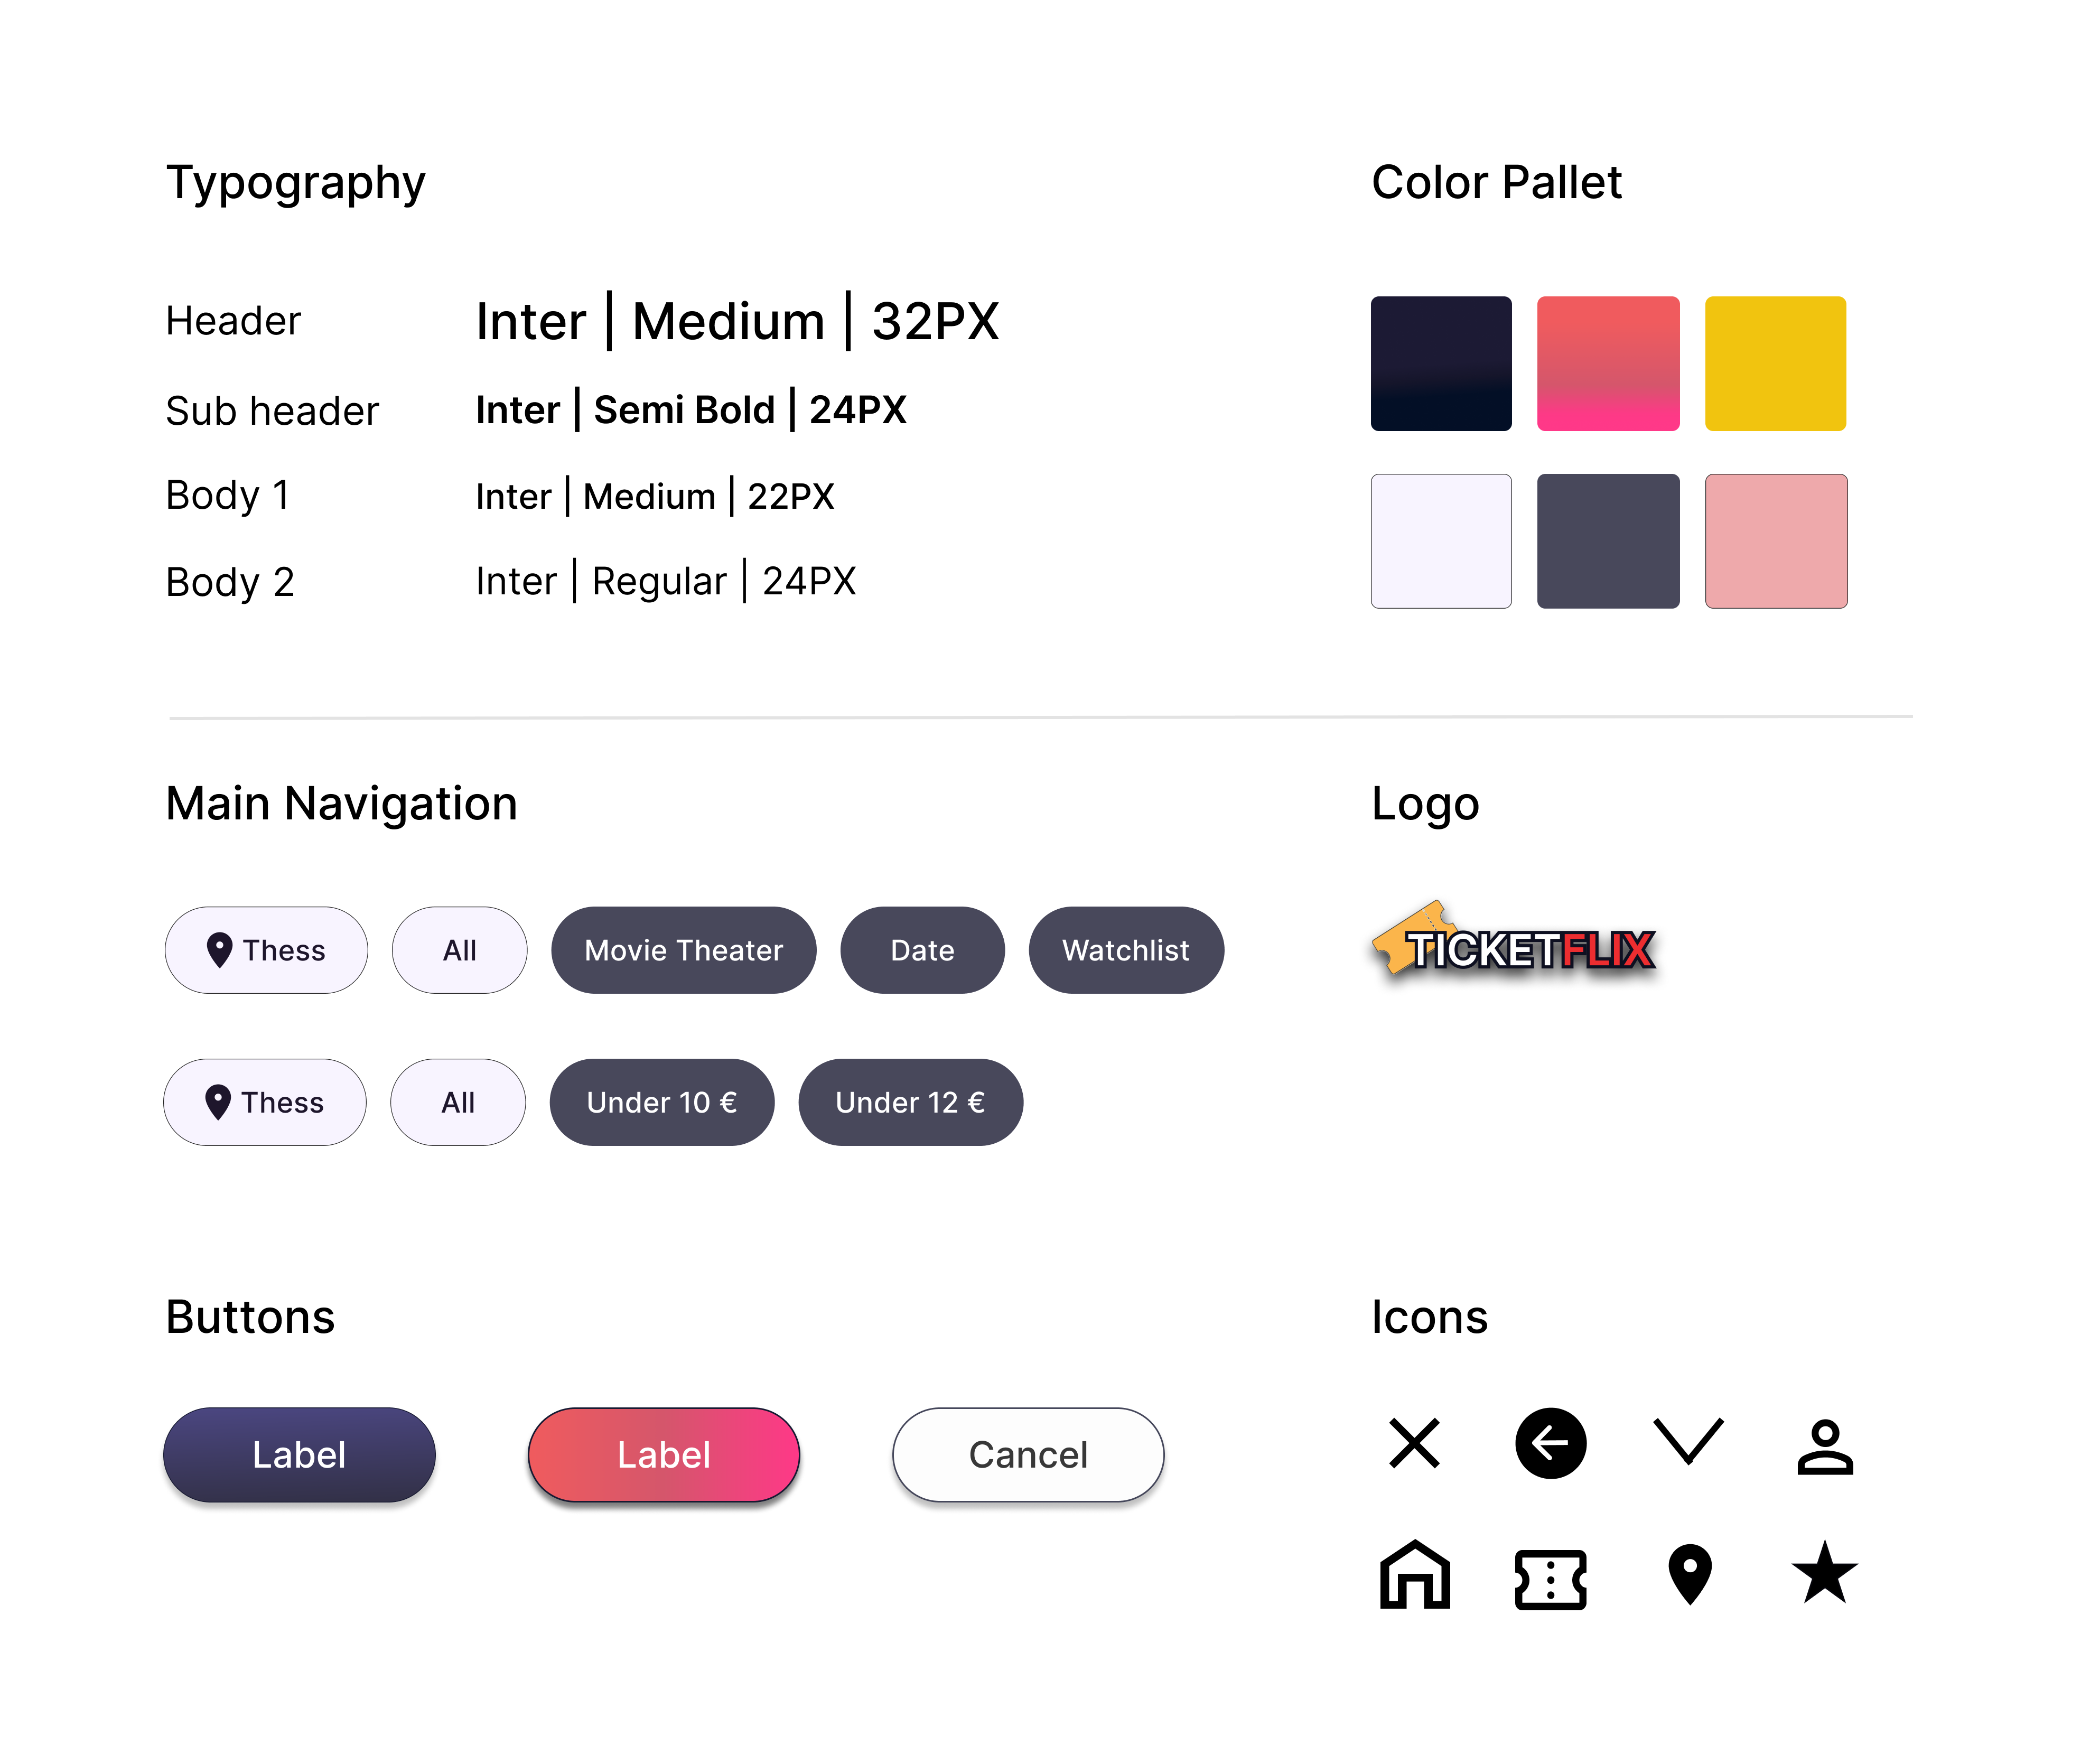 Typography
Color Pallet
Header
Inter | Medium | 32PX
Sub header
Inter | Semi Bold | 24PX
Body 1
Inter | Medium | 22PX
Body 2
Inter | Regular | 24PX
Main Navigation
Logo
Thess
All
Movie Theater
Date
Watchlist
TICKETFLIX
Thess
All
Under 10 €
Under 12 €
Buttons
Icons
Label
Label
Cancel